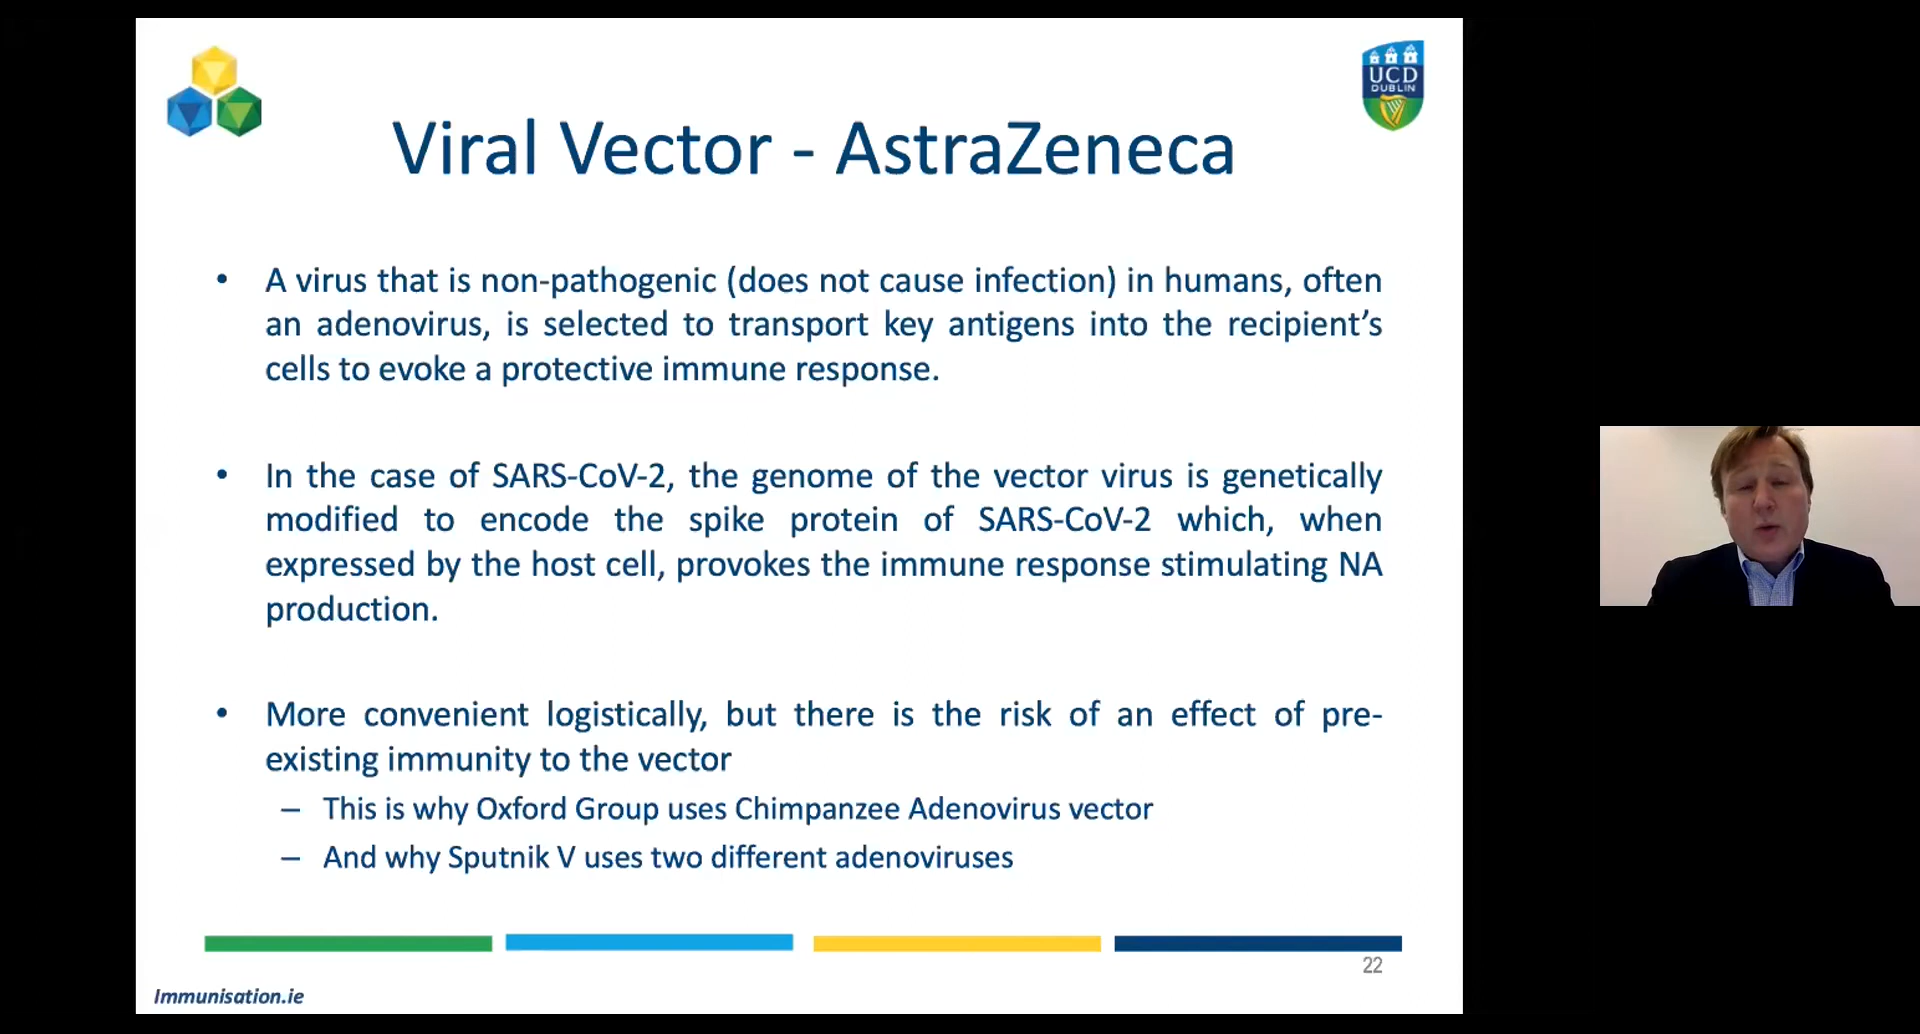 UCD
DUBLIN
Viral Vector - AstraZeneca
• A virus that is non-pathogenic (does not cause infection) in humans, often
an adenovirus, is selected to transport key antigens into the recipient’s
cells to evoke a protective immune response.
• In the case of SARS-CoV-2, the genome of the vector virus is genetically
modified to encode the spike protein of SARS-CoV-2 which, when
expressed by the host cell, provokes the immune response stimulating NA
production.
• More convenient logistically, but there is the risk of an effect of pre-
existing immunity to the vector
– This is why Oxford Group uses Chimpanzee Adenovirus vector
– And why Sputnik V uses two different adenoviruses
22
Immunisation.ie